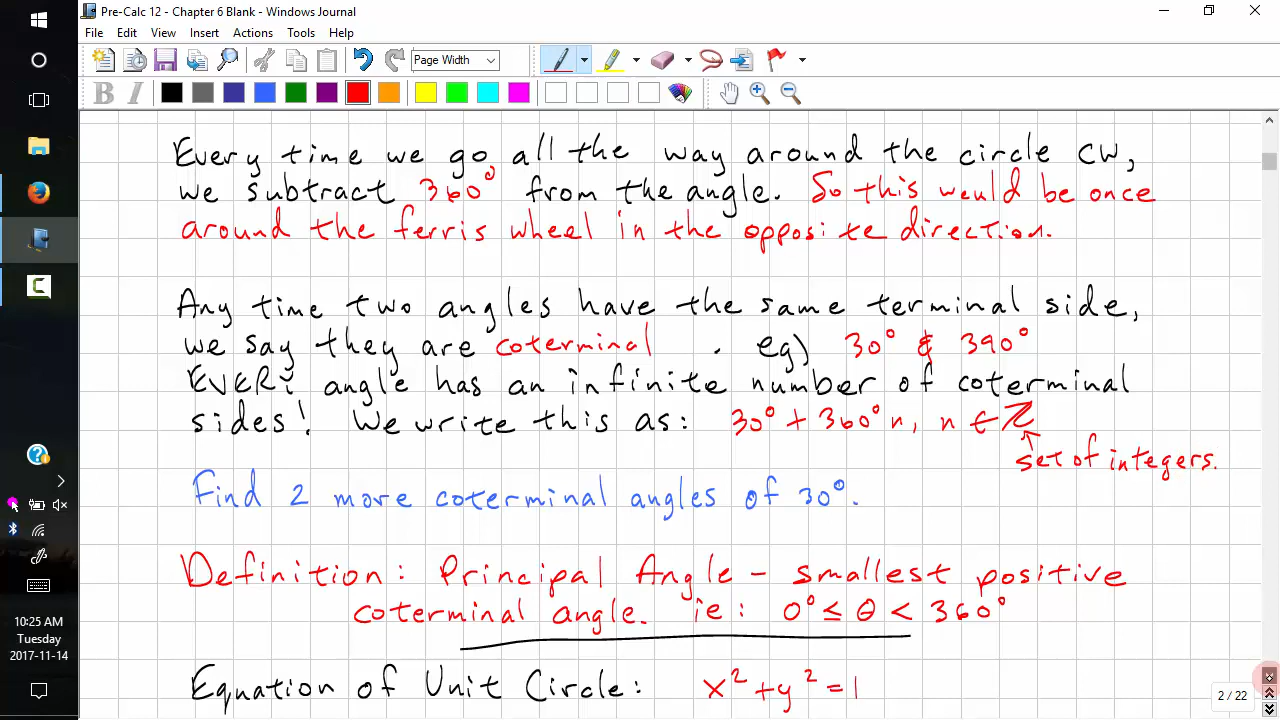 Pre-Calc 12 - Chapter 6 Blank - Windows Journal
File Edit View Insert Actions Tools Help
Page Width
B I
Every time we go all the way around the circle CW,
we subtract 360° from the angle. So this would be once
around the ferris wheel in the opposite direction.
Any time two angles have the same terminal side,
we say they are coterminal . eg) 30° & 390°
EVERY angle has an infinite number of coterminal
sides! We write this as: 30° + 360°n, n ∈ ℤ
set of integers.
Find 2 more coterminal angles of 30°.
Definition: Principal Angle - smallest positive
coterminal angle. ie: 0° ≤ θ < 360°
Equation of Unit Circle: x² + y² = 1
10:25 AM
Tuesday
2017-11-14
2 / 22